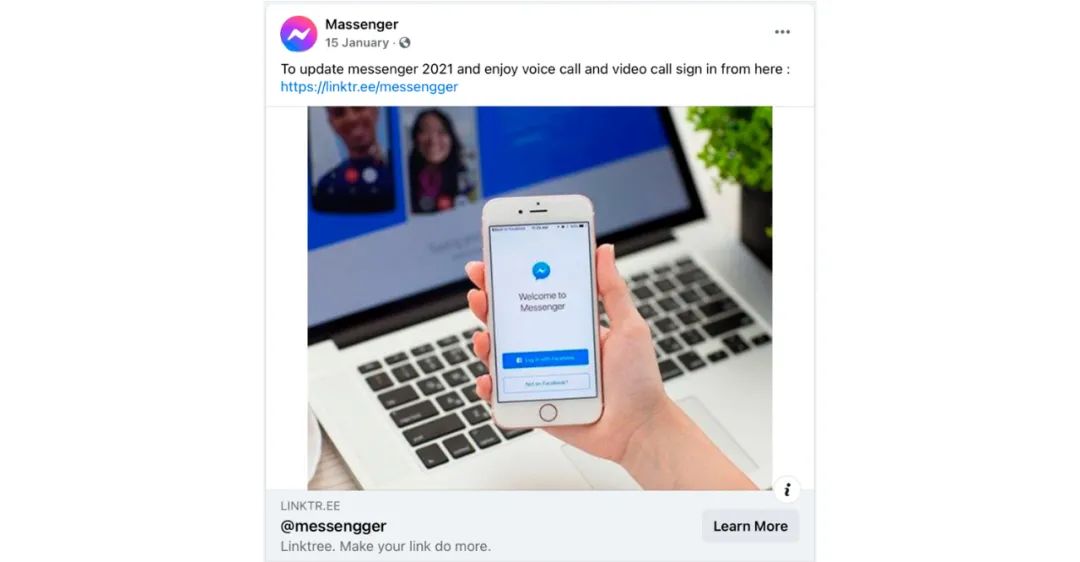 Massenger
15 January ·
To update messenger 2021 and enjoy voice call and video call sign in from here :
https://linktr.ee/messengger
Welcome to
Messenger
Log in with Facebook
Not on Facebook?
i
LINKTR.EE
@messengger
Learn More
Linktree. Make your link do more.